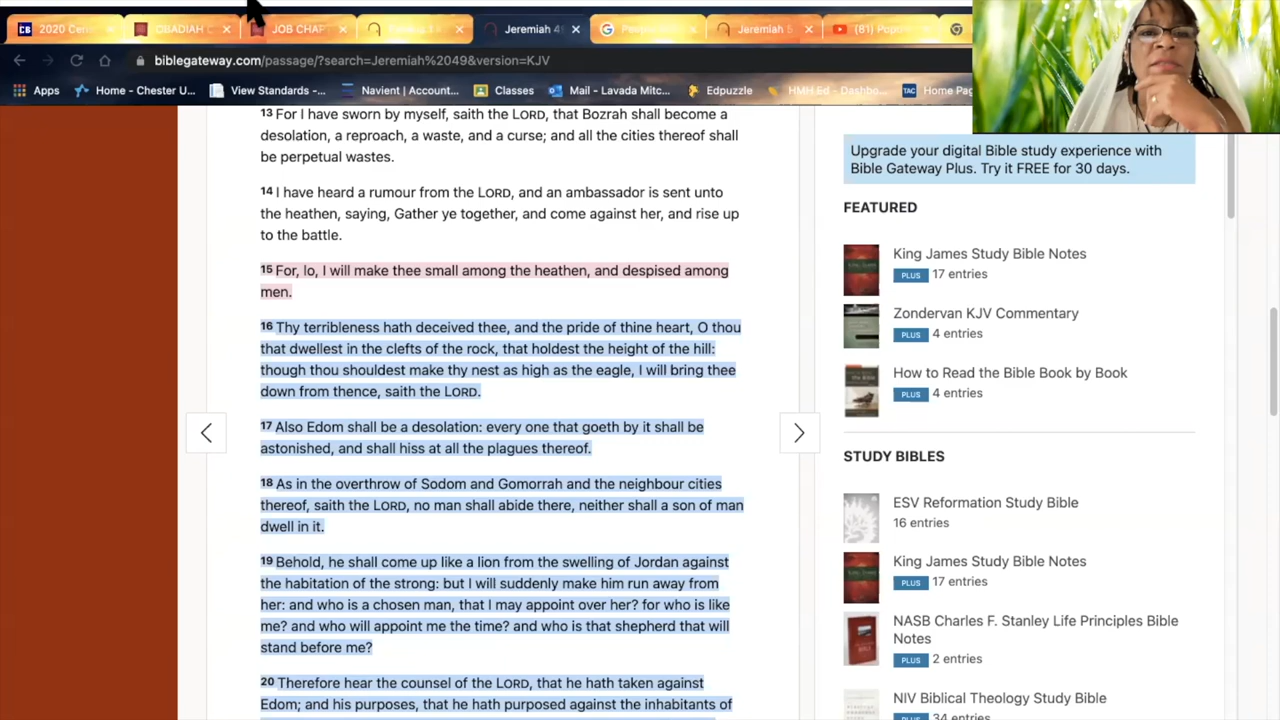 2020 Cen
OBADIAH C
JOB CHAP
Jeremiah 4
Jeremiah 5
(81) Popu
biblegateway.com/passage/?search=Jeremiah%2049&version=KJV
Apps
Home - Chester U...
View Standards -...
Navient | Account...
Classes
Mail - Lavada Mitc...
Edpuzzle
HMH Ed - Dashbo...
TAC
Home Pag
13 For I have sworn by myself, saith the LORD, that Bozrah shall become a
desolation, a reproach, a waste, and a curse; and all the cities thereof shall
be perpetual wastes.
14 I have heard a rumour from the LORD, and an ambassador is sent unto
the heathen, saying, Gather ye together, and come against her, and rise up
to the battle.
15 For, lo, I will make thee small among the heathen, and despised among
men.
16 Thy terribleness hath deceived thee, and the pride of thine heart, O thou
that dwellest in the clefts of the rock, that holdest the height of the hill:
though thou shouldest make thy nest as high as the eagle, I will bring thee
down from thence, saith the LORD.
17 Also Edom shall be a desolation: every one that goeth by it shall be
astonished, and shall hiss at all the plagues thereof.
18 As in the overthrow of Sodom and Gomorrah and the neighbour cities
thereof, saith the LORD, no man shall abide there, neither shall a son of man
dwell in it.
19 Behold, he shall come up like a lion from the swelling of Jordan against
the habitation of the strong: but I will suddenly make him run away from
her: and who is a chosen man, that I may appoint over her? for who is like
me? and who will appoint me the time? and who is that shepherd that will
stand before me?
20 Therefore hear the counsel of the LORD, that he hath taken against
Edom; and his purposes, that he hath purposed against the inhabitants of
Upgrade your digital Bible study experience with
Bible Gateway Plus. Try it FREE for 30 days.
FEATURED
King James Study Bible Notes
PLUS 17 entries
Zondervan KJV Commentary
PLUS 4 entries
How to Read the Bible Book by Book
PLUS 4 entries
STUDY BIBLES
ESV Reformation Study Bible
16 entries
King James Study Bible Notes
PLUS 17 entries
NASB Charles F. Stanley Life Principles Bible
Notes
PLUS 2 entries
NIV Biblical Theology Study Bible
PLUS 34 entries